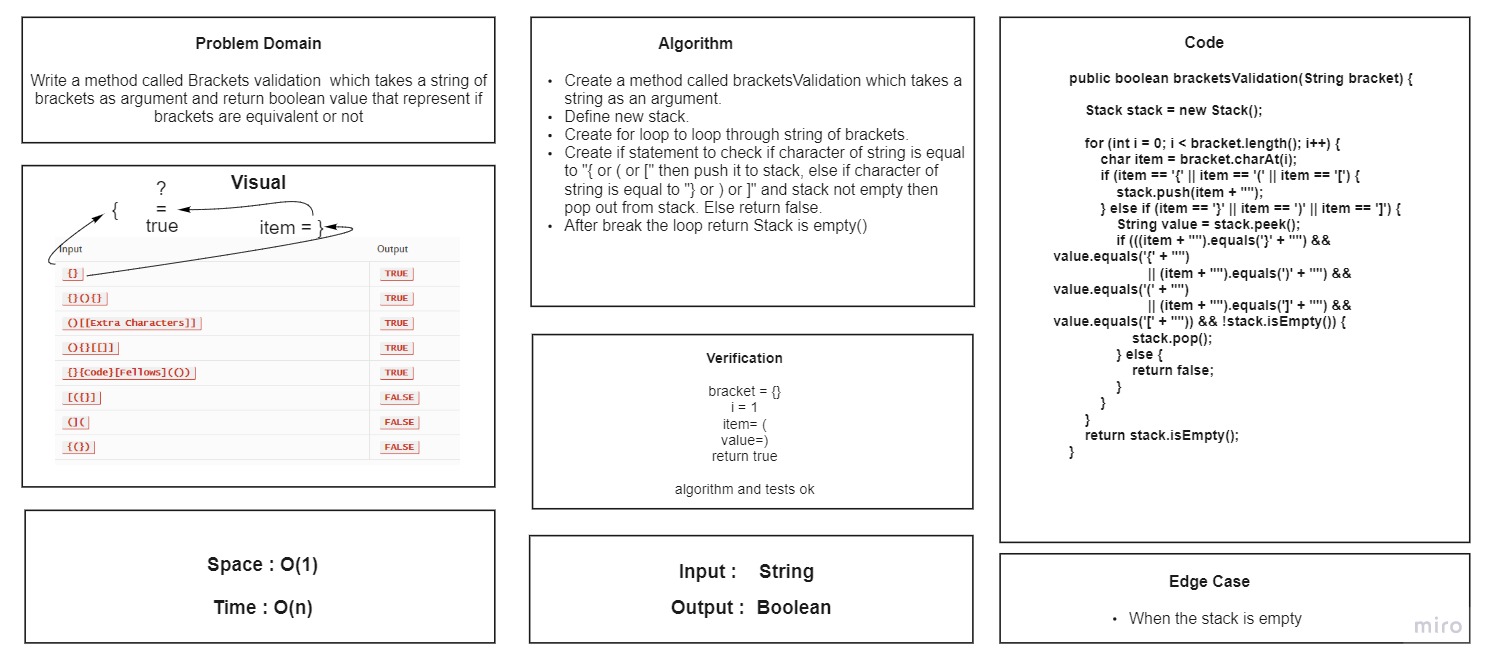 Problem Domain
Write a method called Brackets validation which takes a string of
brackets as argument and return boolean value that represent if
brackets are equivalent or not
Visual
?
{
=
true
item = }
Input
Output
{}
TRUE
{}(){}
TRUE
()[[Extra Characters]]
TRUE
(){}[[]]
TRUE
{}{Code}[Fellows](())
TRUE
[({}]
FALSE
(](
FALSE
{(})
FALSE
Space : O(1)
Time : O(n)
Algorithm
• Create a method called bracketsValidation which takes a
string as an argument.
• Define new stack.
• Create for loop to loop through string of brackets.
• Create if statement to check if character of string is equal
to "{ or ( or [" then push it to stack, else if character of
string is equal to "} or ) or ]" and stack not empty then
pop out from stack. Else return false.
• After break the loop return Stack is empty()
Verification
bracket = {}
i = 1
item= (
value=)
return true
algorithm and tests ok
Input : String
Output : Boolean
Code
public boolean bracketsValidation(String bracket) {
Stack stack = new Stack();
for (int i = 0; i < bracket.length(); i++) {
char item = bracket.charAt(i);
if (item == '{' || item == '(' || item == '[') {
stack.push(item + "");
} else if (item == '}' || item == ')' || item == ']') {
String value = stack.peek();
if (((item + "").equals('}' + "") &&
value.equals('{' + "")
|| (item + "").equals(')' + "") &&
value.equals('(' + "")
|| (item + "").equals(']' + "") &&
value.equals('[' + "")) && !stack.isEmpty()) {
stack.pop();
} else {
return false;
}
}
}
return stack.isEmpty();
}
Edge Case
• When the stack is empty
miro